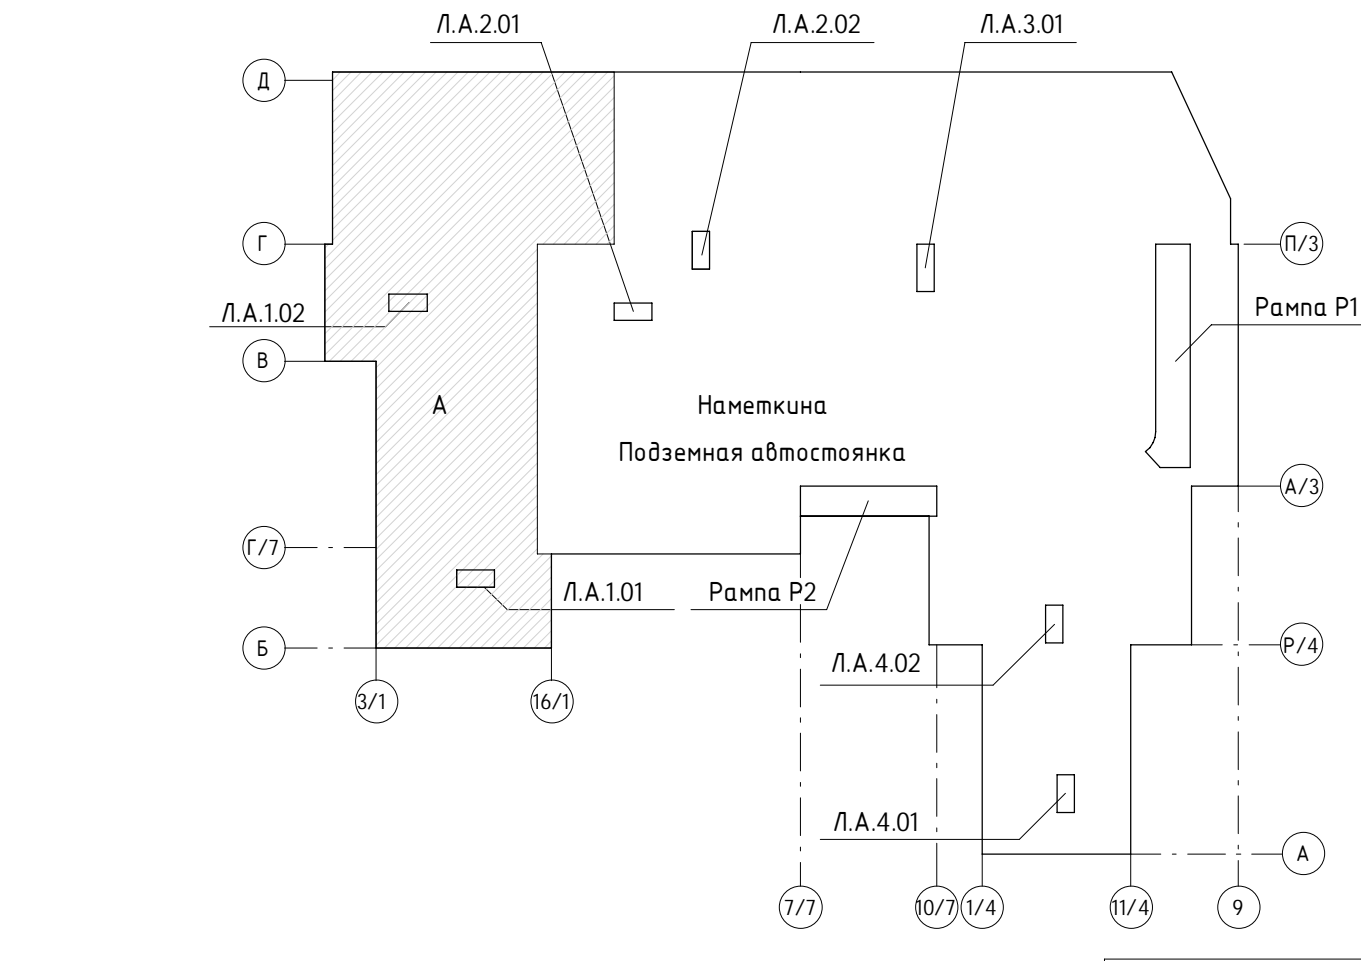 Л.А.2.01
Л.А.2.02
Л.А.3.01
Д
Г
П/3
Л.А.1.02
Рампа Р1
В
А
Наметкина
Подземная автостоянка
А/3
Г/7
Л.А.1.01
Рампа Р2
Б
Р/4
Л.А.4.02
3/1
16/1
Л.А.4.01
А
7/7
10/7
1/4
11/4
9